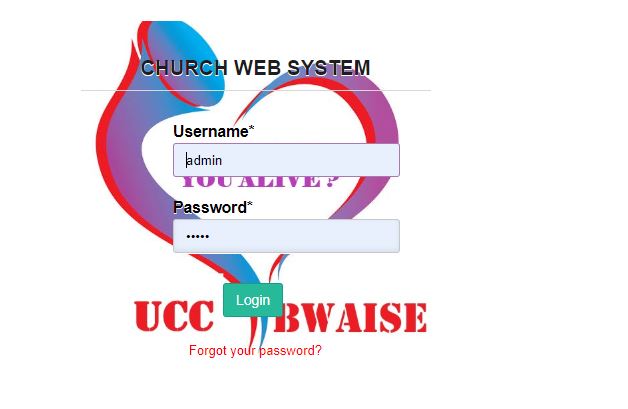 CHURCH WEB SYSTEM
Username*
admin
YOU ALIVE?
Password*
•••••
Login
UCC BWAISE
Forgot your password?